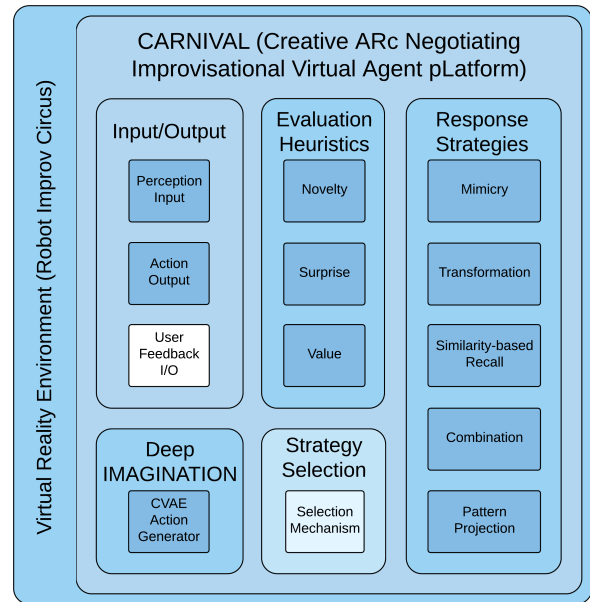 Virtual Reality Environment (Robot Improv Circus)
CARNIVAL (Creative ARc Negotiating
Improvisational Virtual Agent pLatform)
Input/Output
Perception
Input
Action
Output
User
Feedback
I/O
Evaluation
Heuristics
Novelty
Surprise
Value
Response
Strategies
Mimicry
Transformation
Similarity-based
Recall
Combination
Pattern
Projection
Deep
IMAGINATION
CVAE
Action
Generator
Strategy
Selection
Selection
Mechanism